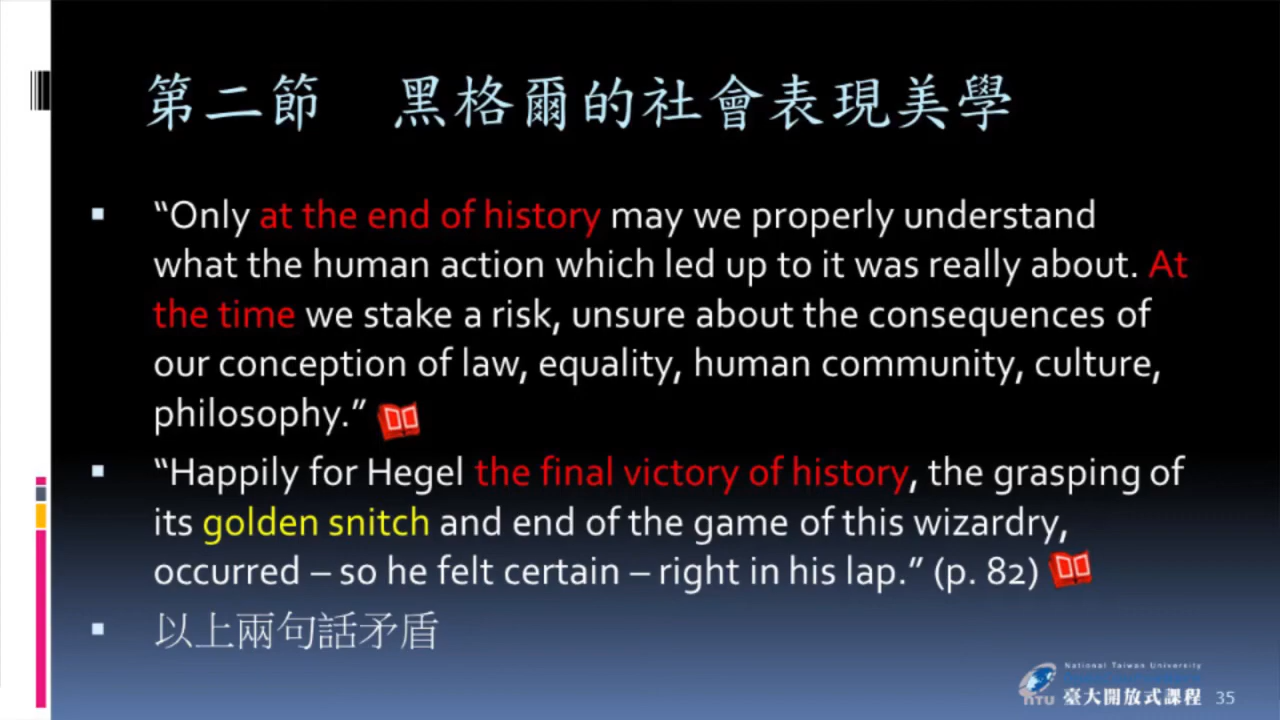 第二節 黑格爾的社會表現美學
“Only at the end of history may we properly understand
what the human action which led up to it was really about. At
the time we stake a risk, unsure about the consequences of
our conception of law, equality, human community, culture,
philosophy.”
“Happily for Hegel the final victory of history, the grasping of
its golden snitch and end of the game of this wizardry,
occurred – so he felt certain – right in his lap.” (p. 82)
以上兩句話矛盾
National Taiwan University
NTU 臺大開放式課程 35